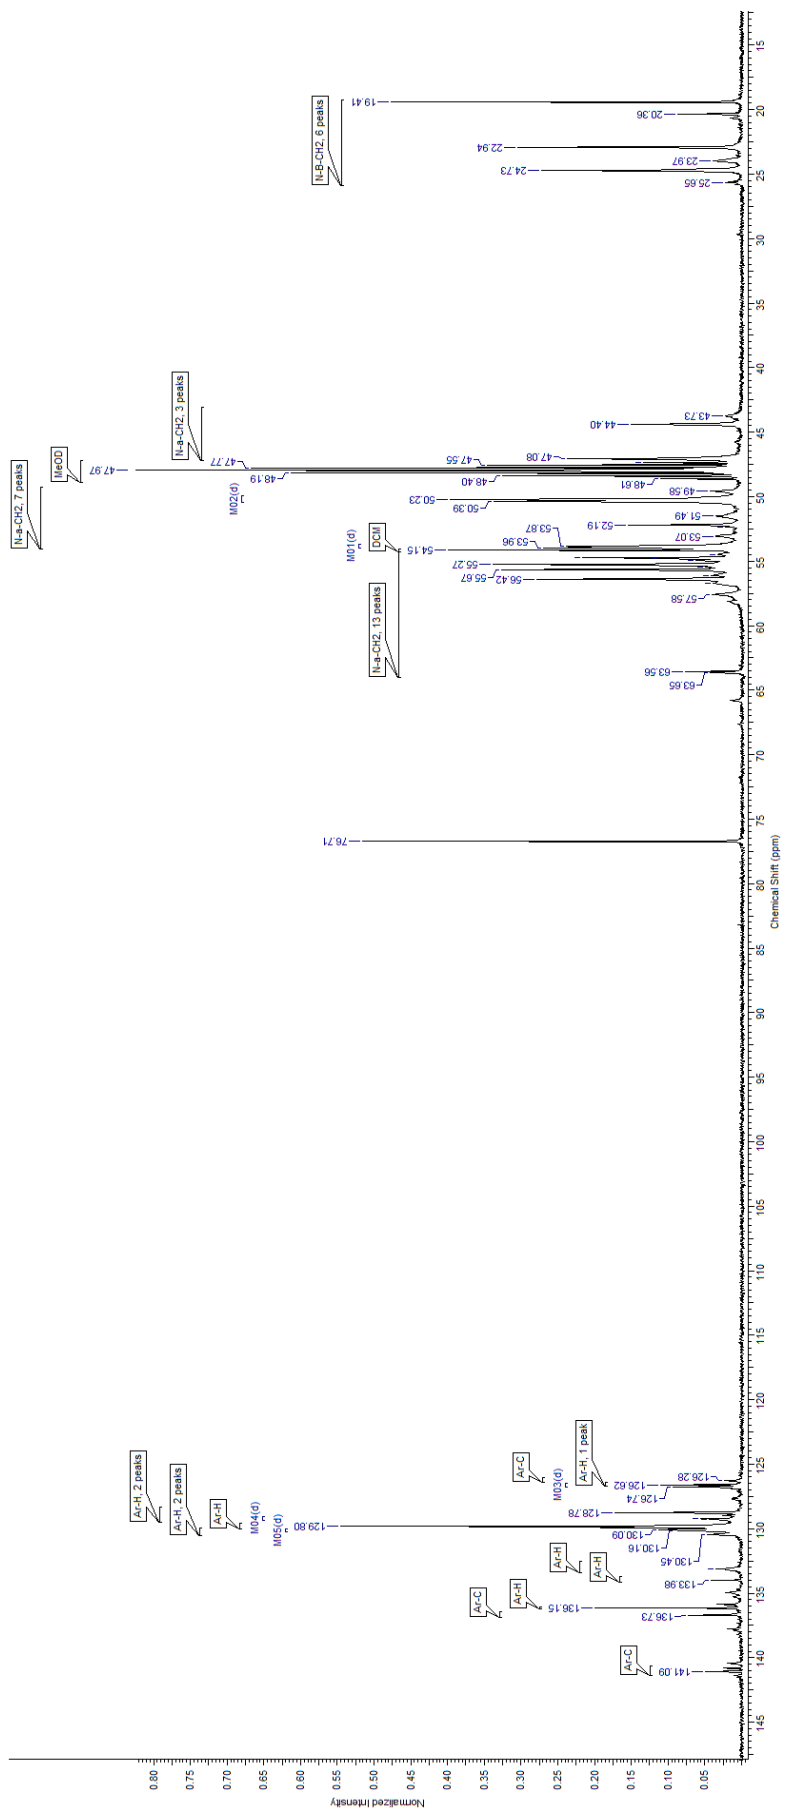 N-a-CH2, 7 peaks
MeOD
N-a-CH2, 3 peaks
N-B-CH2, 6 peaks
Ar-H, 2 peaks
Ar-H, 2 peaks
Ar-H
M04(d)
M05(d)
M02(d)
M01(d)
DCM
N-a-CH2, 13 peaks
Ar-C
Ar-H
Ar-C
Ar-H
Ar-H
Ar-C
M03(d)
Ar-H, 1 peak
141.09
136.73
136.15
133.98
130.45
130.16
130.09
129.80
128.78
126.74
126.62
126.28
76.71
63.65
63.56
57.58
56.42
55.67
55.27
54.15
53.96
53.87
53.07
52.19
51.49
50.39
50.23
49.58
48.61
48.40
48.19
47.97
47.77
47.55
47.08
44.40
43.73
25.65
24.73
23.97
22.94
20.36
19.41
Normalized Intensity
0.80
0.75
0.70
0.65
0.60
0.55
0.50
0.45
0.40
0.35
0.30
0.25
0.20
0.15
0.10
0.05
145 140 135 130 125 120 115 110 105 100 95 90 85 80 75 70 65 60 55 50 45 40 35 30 25 20 15
Chemical Shift (ppm)